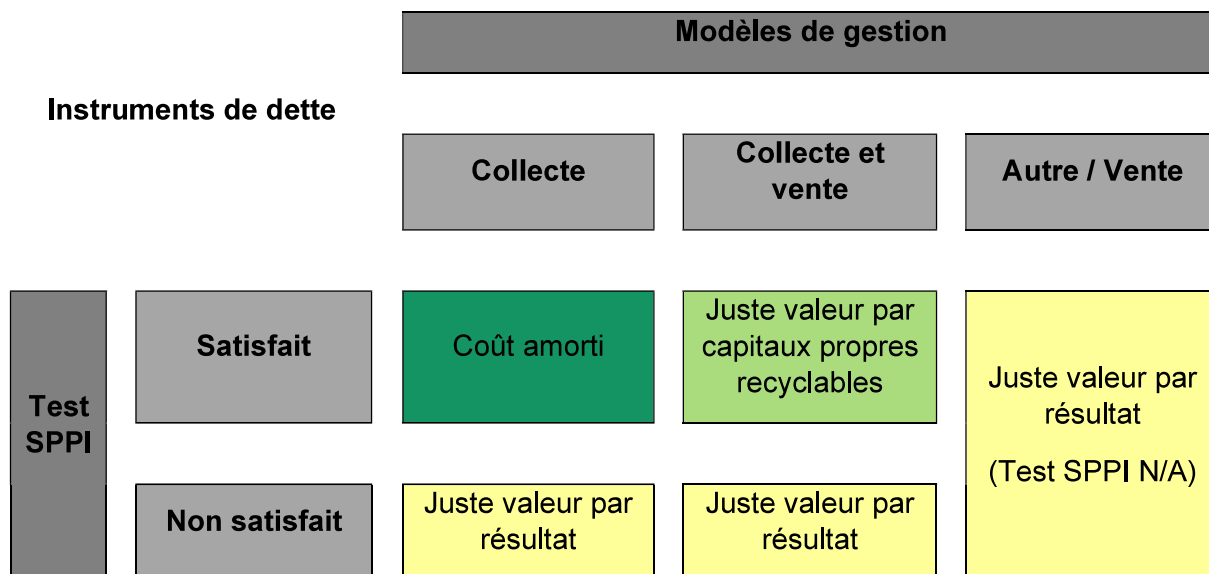 Modèles de gestion
Instruments de dette
Collecte
Collecte et
vente
Autre / Vente
Test
SPPI
Satisfait
Coût amorti
Juste valeur par
capitaux propres
recyclables
Juste valeur par
résultat
(Test SPPI N/A)
Non satisfait
Juste valeur par
résultat
Juste valeur par
résultat